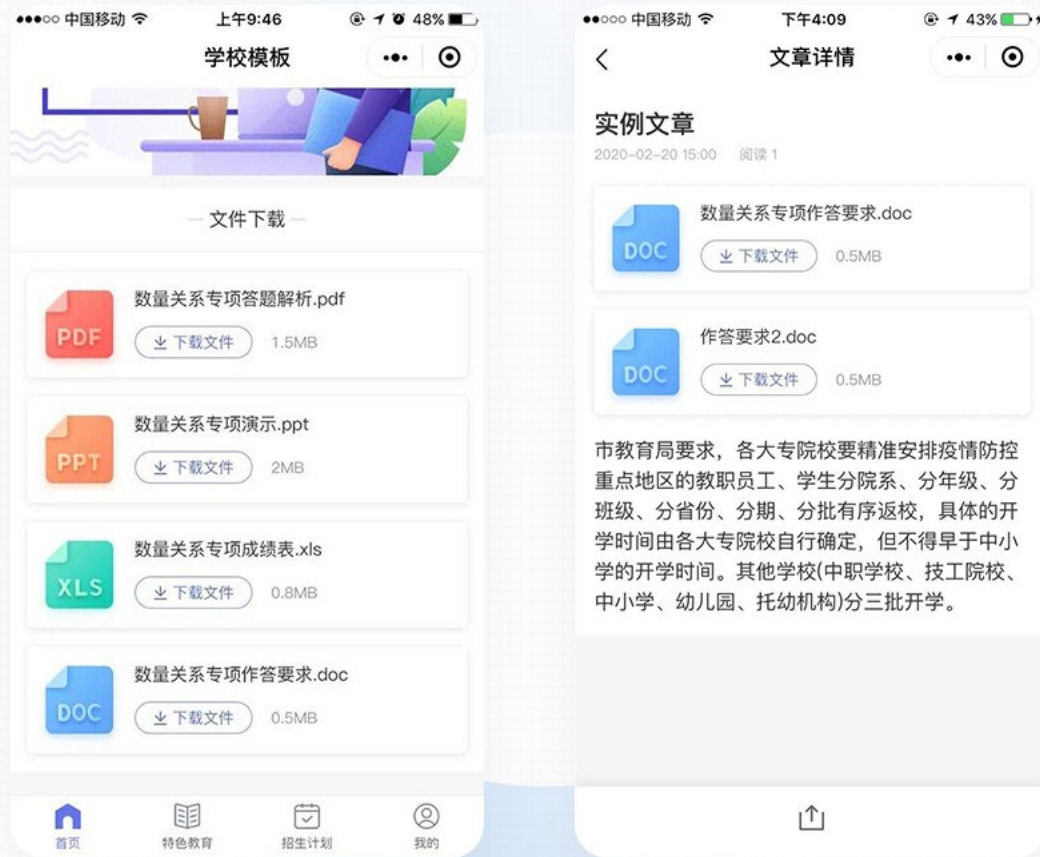 中国移动
上午9:46
48%
学校模板
文件下载
PDF
数量关系专项答题解析.pdf
下载文件
1.5MB
PPT
数量关系专项演示.ppt
下载文件
2MB
XLS
数量关系专项成绩表.xls
下载文件
0.8MB
DOC
数量关系专项作答要求.doc
下载文件
0.5MB
首页
特色教育
招生计划
我的
中国移动
下午4:09
43%
文章详情
实例文章
2020-02-20 15:00 阅读 1
DOC
数量关系专项作答要求.doc
下载文件
0.5MB
DOC
作答要求2.doc
下载文件
0.5MB
市教育局要求，各大专院校要精准安排疫情防控
重点地区的教职员工、学生分院系、分年级、分
班级、分省份、分期、分批有序返校，具体的开
学时间由各大专院校自行确定，但不得早于中小
学的开学时间。其他学校(中职学校、技工院校、
中小学、幼儿园、托幼机构)分三批开学。